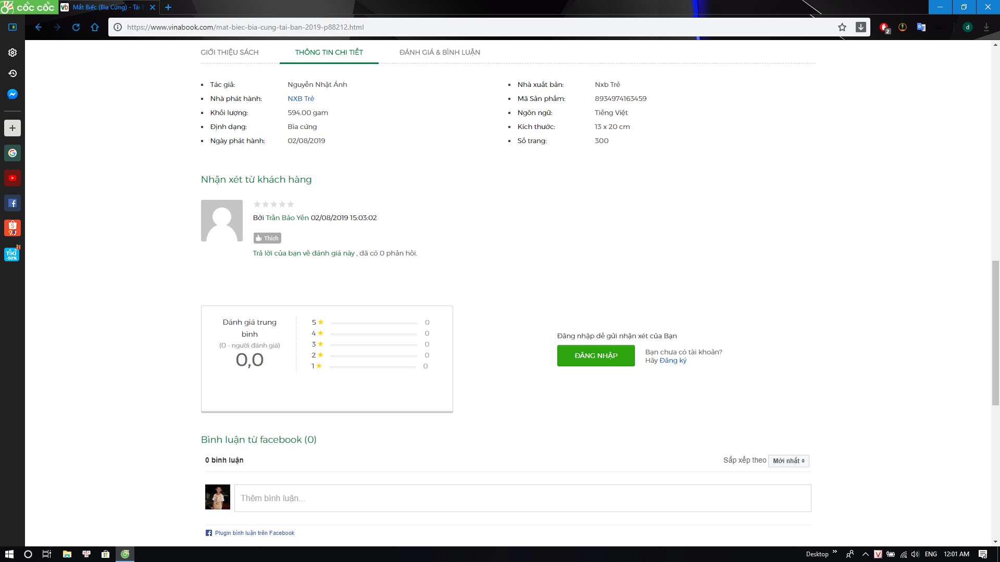 cốc cốc
vb Mắt Biếc (Bìa Cứng) - Tái B
https://www.vinabook.com/mat-biec-bia-cung-tai-ban-2019-p88212.html
2
d
GIỚI THIỆU SÁCH
THÔNG TIN CHI TIẾT
ĐÁNH GIÁ & BÌNH LUẬN
Tác giả: Nguyễn Nhật Ánh
Nhà phát hành: NXB Trẻ
Khối lượng: 594.00 gam
Định dạng: Bìa cứng
Ngày phát hành: 02/08/2019
Nhà xuất bản: Nxb Trẻ
Mã Sản phẩm: 8934974163459
Ngôn ngữ: Tiếng Việt
Kích thước: 13 x 20 cm
Số trang: 300
Nhận xét từ khách hàng
Bởi Trần Bảo Yến 02/08/2019 15:03:02
Thích
Trả lời của bạn về đánh giá này , đã có 0 phản hồi.
Đánh giá trung
bình
(0 - người đánh giá)
0,0
5 ★ 0
4 ★ 0
3 ★ 0
2 ★ 0
1 ★ 0
Đăng nhập để gửi nhận xét của Bạn
ĐĂNG NHẬP
Bạn chưa có tài khoản?
Hãy Đăng ký
Bình luận từ facebook (0)
0 bình luận
Sắp xếp theo Mới nhất
Thêm bình luận...
Plugin bình luận trên Facebook
S
9.9
TIKI
-50%
Desktop
V
ENG
12:01 AM